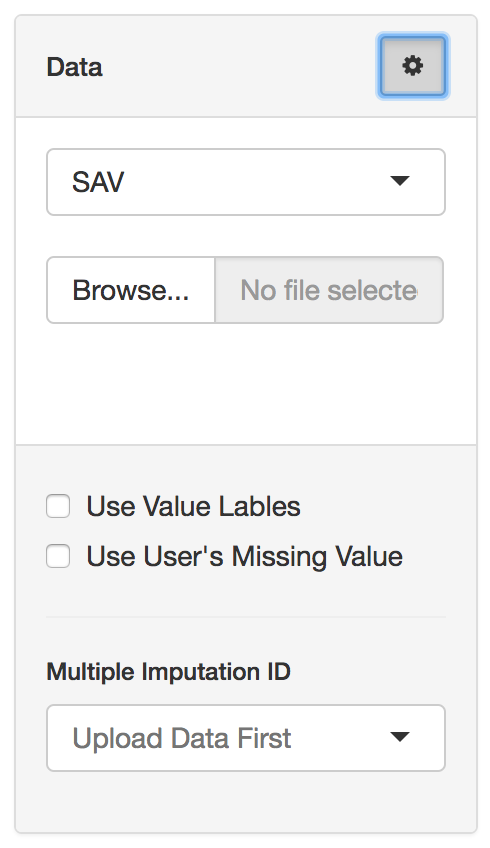 Data
SAV
Browse... No file selecte
Use Value Lables
Use User's Missing Value
Multiple Imputation ID
Upload Data First